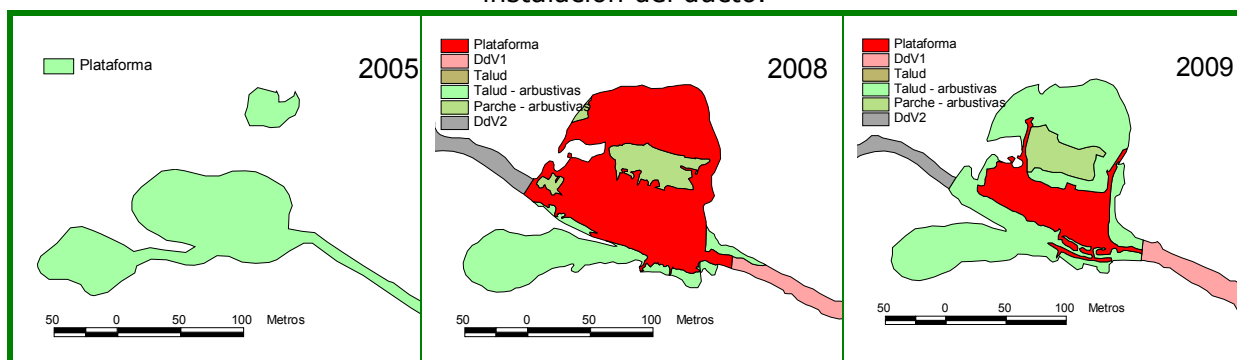 instalación del ducto.
Plataforma
2005
50 0 50 100 Metros
Plataforma
DdV1
Talud
Talud - arbustivas
Parche - arbustivas
DdV2
2008
50 0 50 100 Metros
Plataforma
DdV1
Talud
Talud - arbustivas
Parche - arbustivas
DdV2
2009
50 0 50 100 Metros